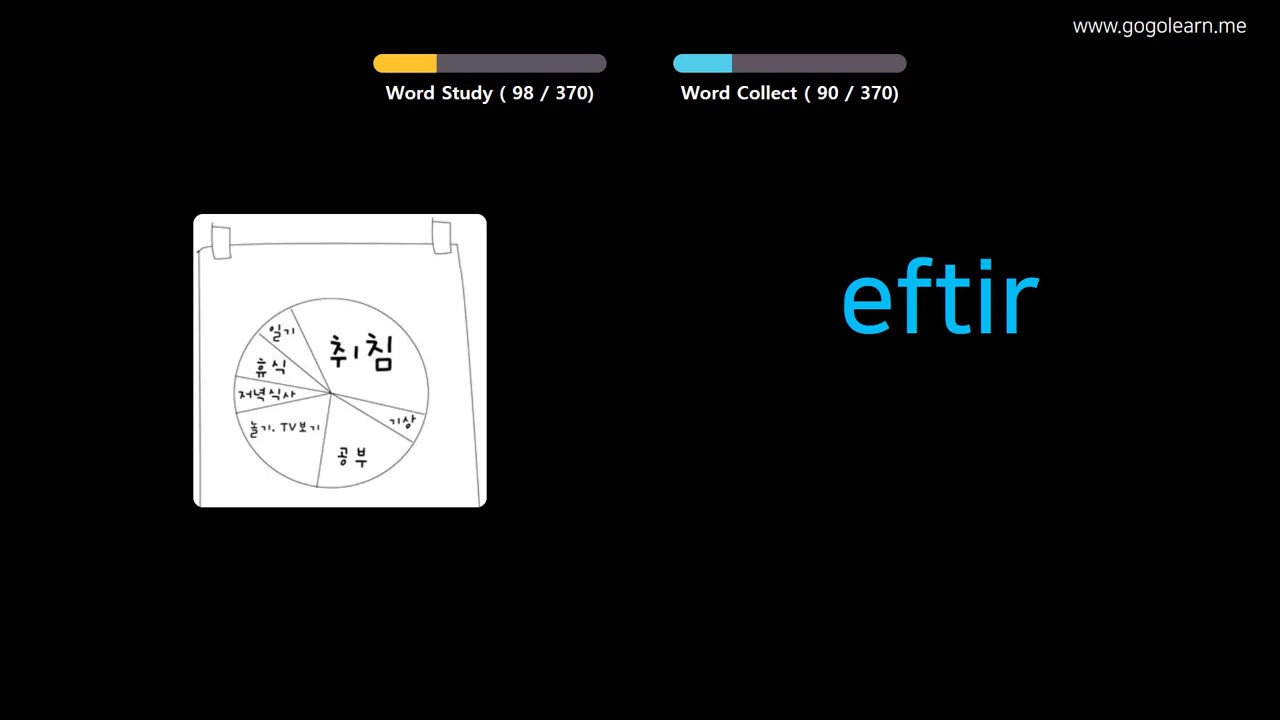 www.gogolearn.me
Word Study ( 98 / 370)
Word Collect ( 90 / 370)
eftir
일기
취침
휴식
저녁식사
기상
놀기. TV보기
공부